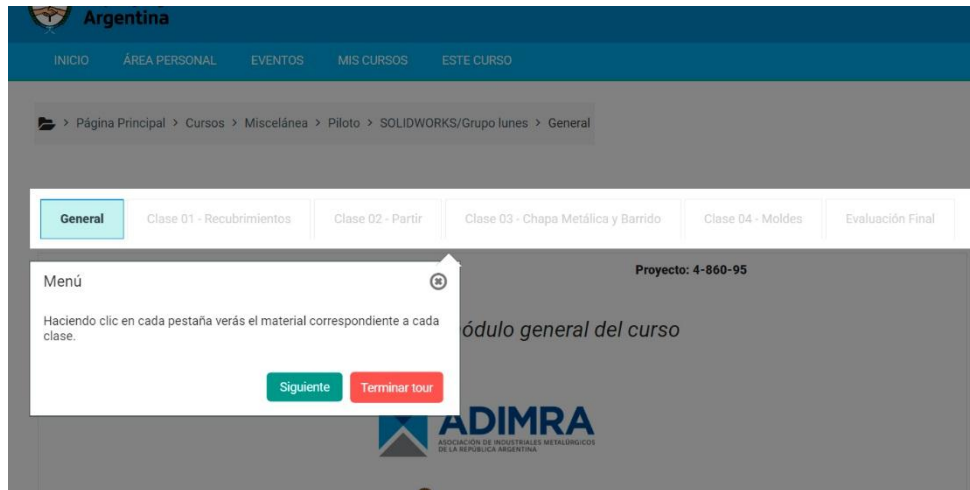 Argentina
INICIO ÁREA PERSONAL EVENTOS MIS CURSOS ESTE CURSO
> Página Principal > Cursos > Miscelánea > Piloto > SOLIDWORKS/Grupo lunes > General
General Clase 01 - Recubrimientos Clase 02 - Partir Clase 03 - Chapa Metálica y Barrido Clase 04 - Moldes Evaluación Final
Proyecto: 4-860-95
Menú
Haciendo clic en cada pestaña verás el material correspondiente a cada
clase.
Siguiente Terminar tour
ódulo general del curso
ADIMRA
ASOCIACIÓN DE INDUSTRIALES METALÚRGICOS
DE LA REPÚBLICA ARGENTINA